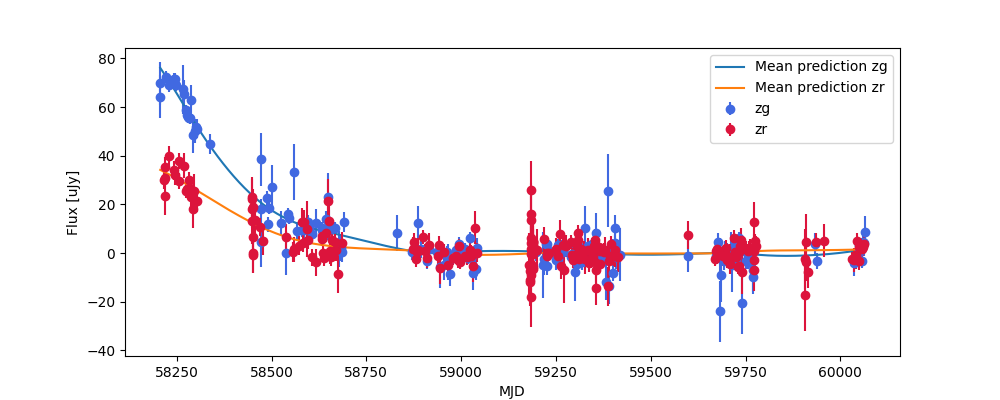 80
60
40
20
0
−20
−40
Flux [uJy]
58250
58500
58750
59000
59250
59500
59750
60000
MJD
Mean prediction zg
Mean prediction zr
zg
zr